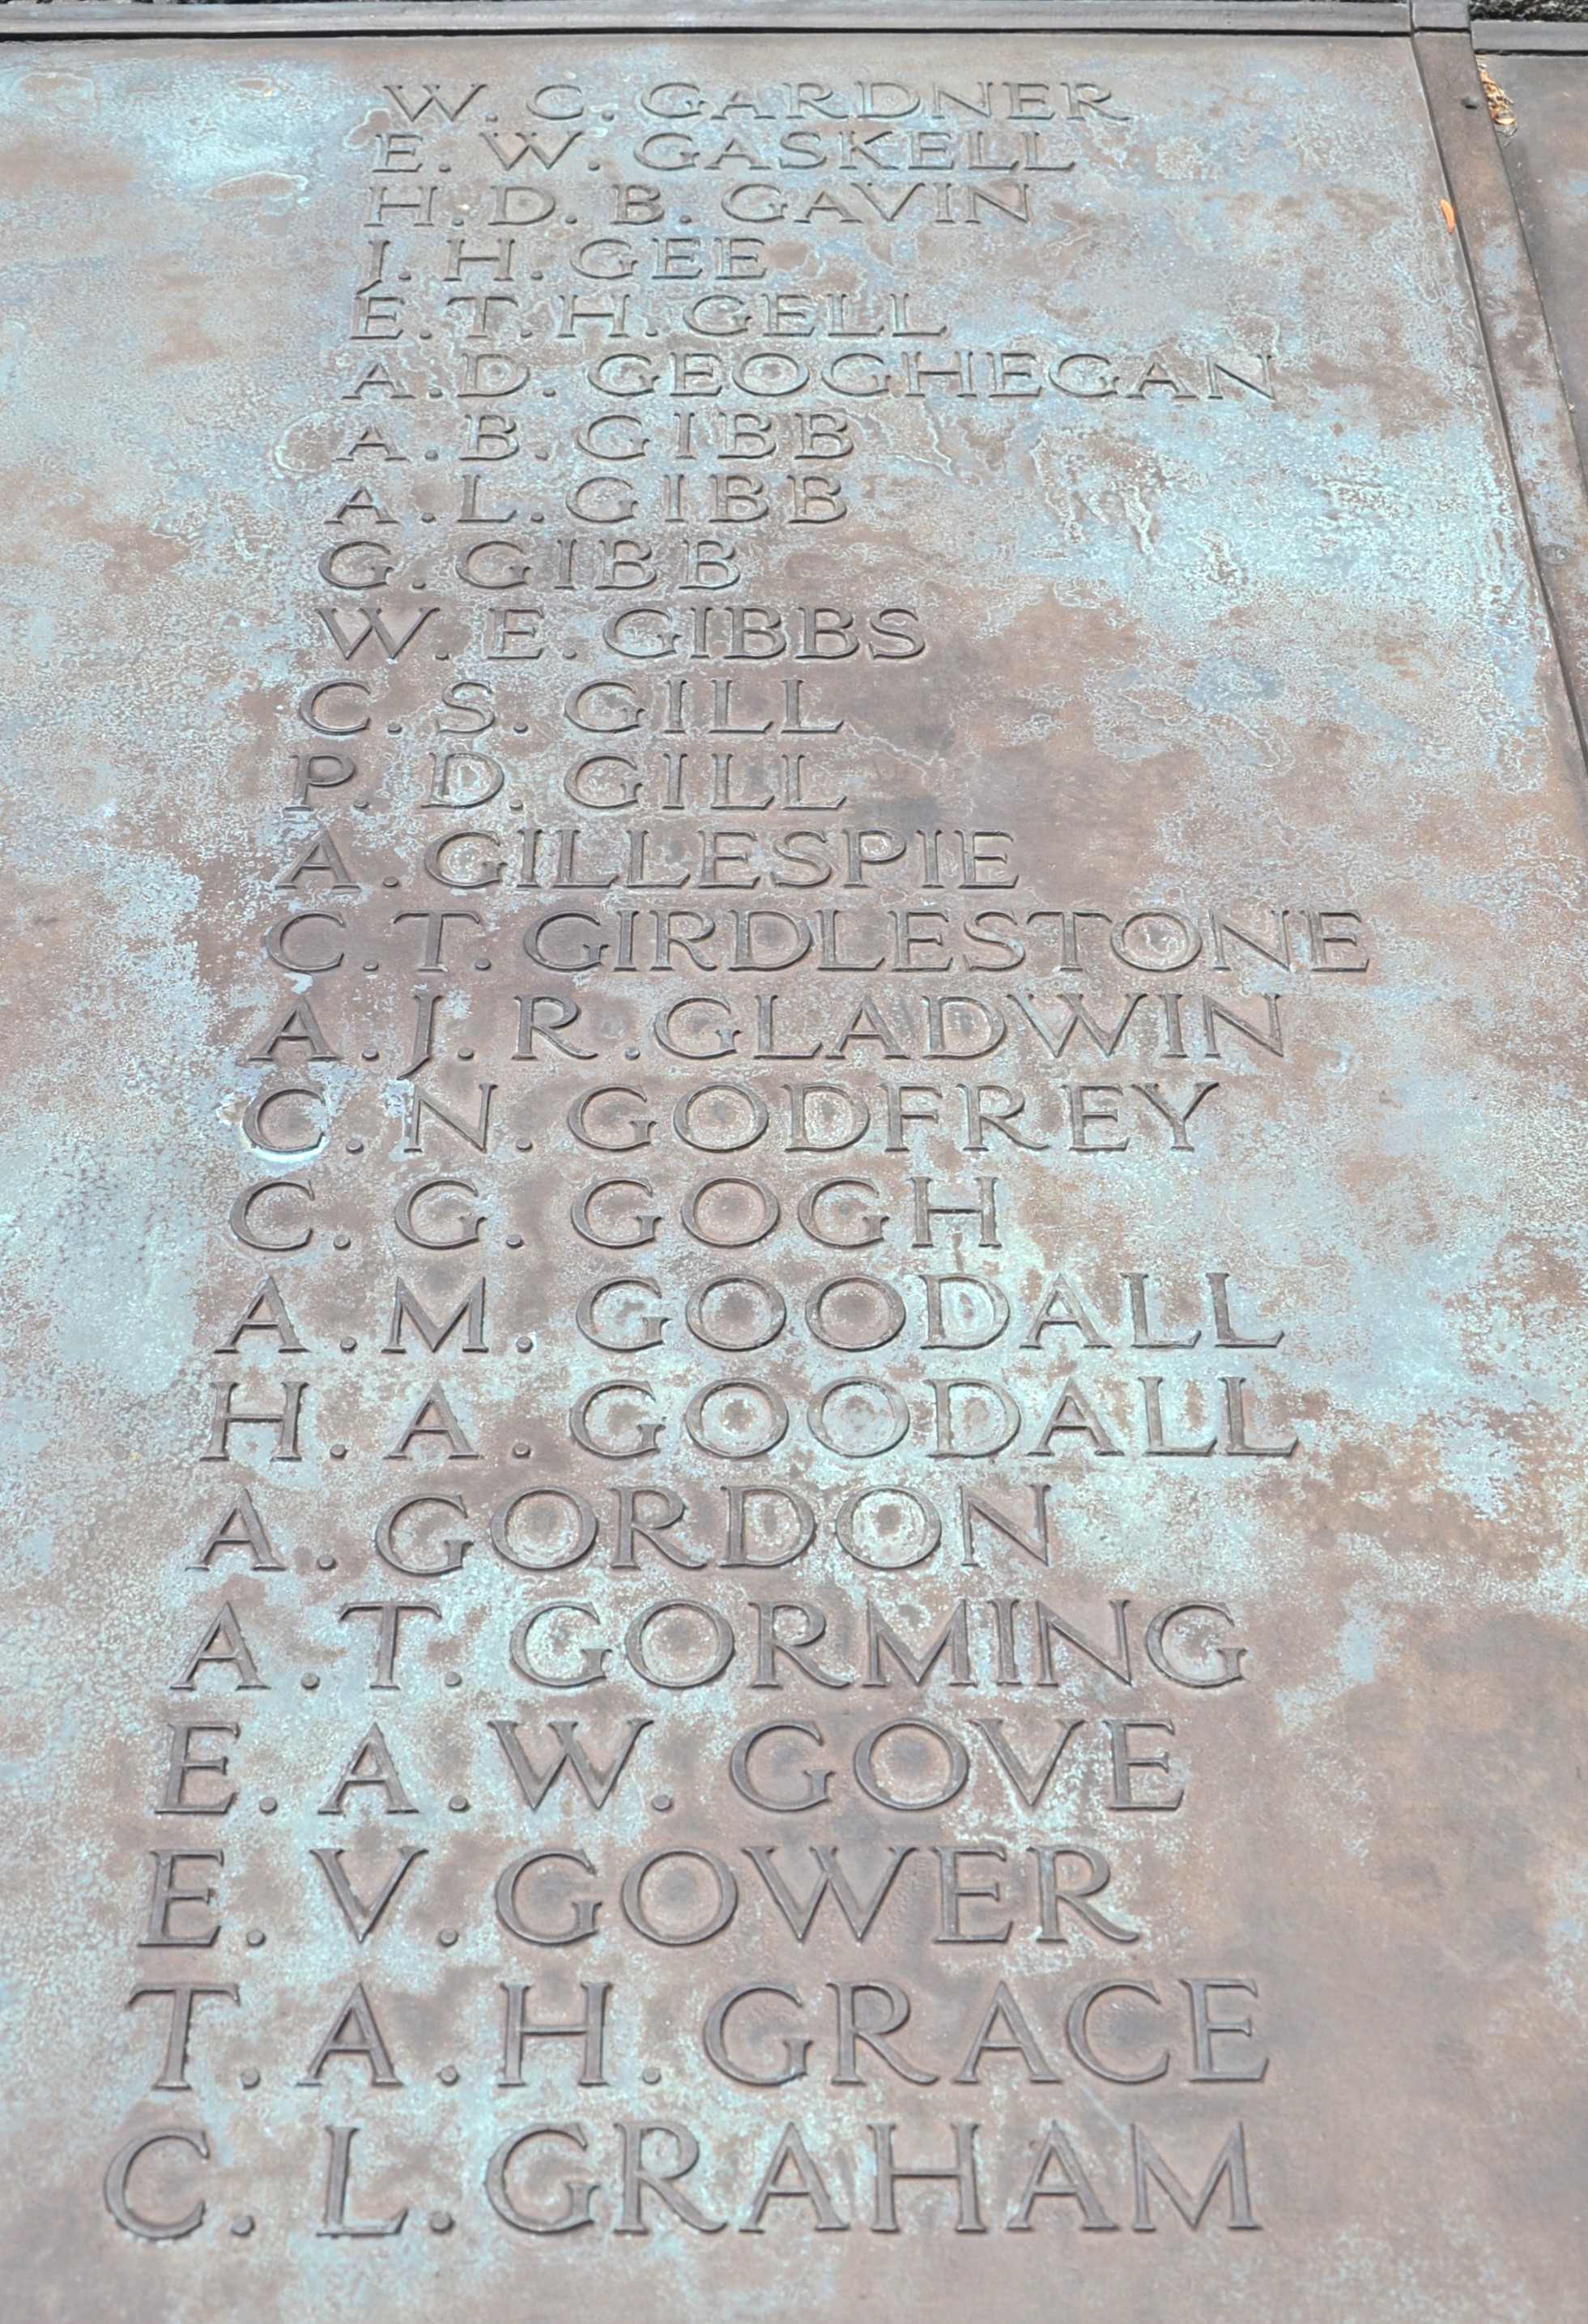 W. C. GARDNER
E. W. GASKELL
H. D. B. GAVIN
J. H. GEE
E. T. H. GELL
A. D. GEOGHEGAN
A. B. GIBB
A. L. GIBB
G. GIBB
W. E. GIBBS
C. S. GILL
P. D. GILL
A. GILLESPIE
C. T. GIRDLESTONE
A. J. R. GLADWIN
C. N. GODFREY
C. G. GOGH
A. M. GOODALL
H. A. GOODALL
A. GORDON
A. T. GORMING
E. A. W. GOVE
E. V. GOWER
T. A. H. GRACE
C. L. GRAHAM